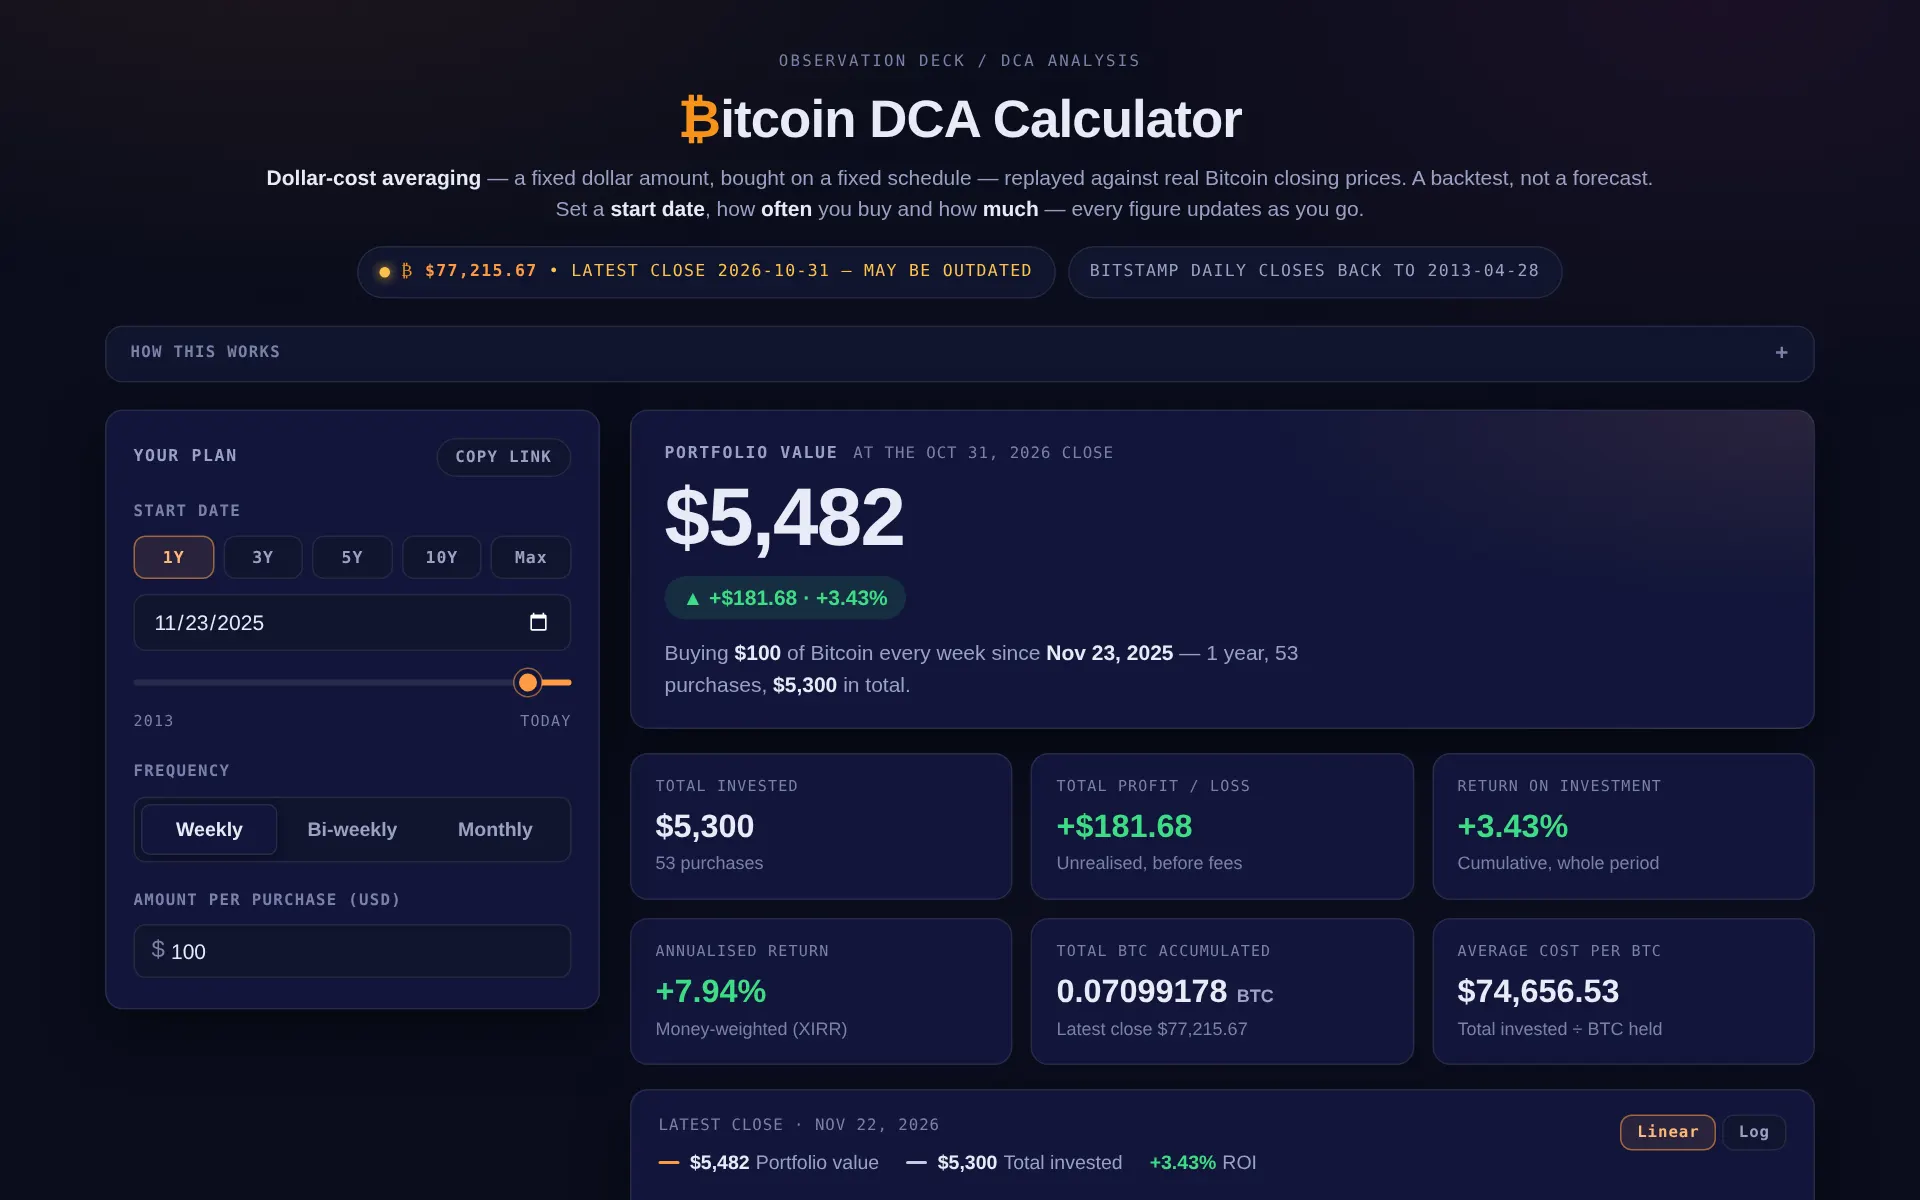 OBSERVATION DECK / DCA ANALYSIS
₿itcoin DCA Calculator
Dollar-cost averaging — a fixed dollar amount, bought on a fixed schedule — replayed against real Bitcoin closing prices. A backtest, not a forecast.
Set a start date, how often you buy and how much — every figure updates as you go.
₿ $77,215.67 • LATEST CLOSE 2026-10-31 — MAY BE OUTDATED
BITSTAMP DAILY CLOSES BACK TO 2013-04-28
HOW THIS WORKS +
YOUR PLAN
COPY LINK
START DATE
1Y 3Y 5Y 10Y Max
11/23/2025
2013 TODAY
FREQUENCY
Weekly Bi-weekly Monthly
AMOUNT PER PURCHASE (USD)
$ 100
PORTFOLIO VALUE AT THE OCT 31, 2026 CLOSE
$5,482
▲ +$181.68 · +3.43%
Buying $100 of Bitcoin every week since Nov 23, 2025 — 1 year, 53
purchases, $5,300 in total.
TOTAL INVESTED
$5,300
53 purchases
TOTAL PROFIT / LOSS
+$181.68
Unrealised, before fees
RETURN ON INVESTMENT
+3.43%
Cumulative, whole period
ANNUALISED RETURN
+7.94%
Money-weighted (XIRR)
TOTAL BTC ACCUMULATED
0.07099178 BTC
Latest close $77,215.67
AVERAGE COST PER BTC
$74,656.53
Total invested ÷ BTC held
LATEST CLOSE · NOV 22, 2026
Linear Log
$5,482 Portfolio value $5,300 Total invested +3.43% ROI